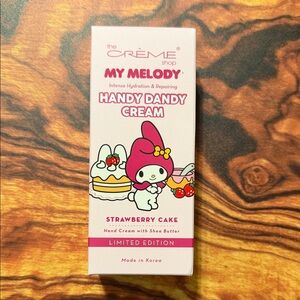 the
CRÈME®
shop
MY MELODY
Intense Hydration & Repairing
HANDY DANDY
CREAM
STRAWBERRY CAKE
Hand Cream with Shea Butter
LIMITED EDITION
Made in Korea